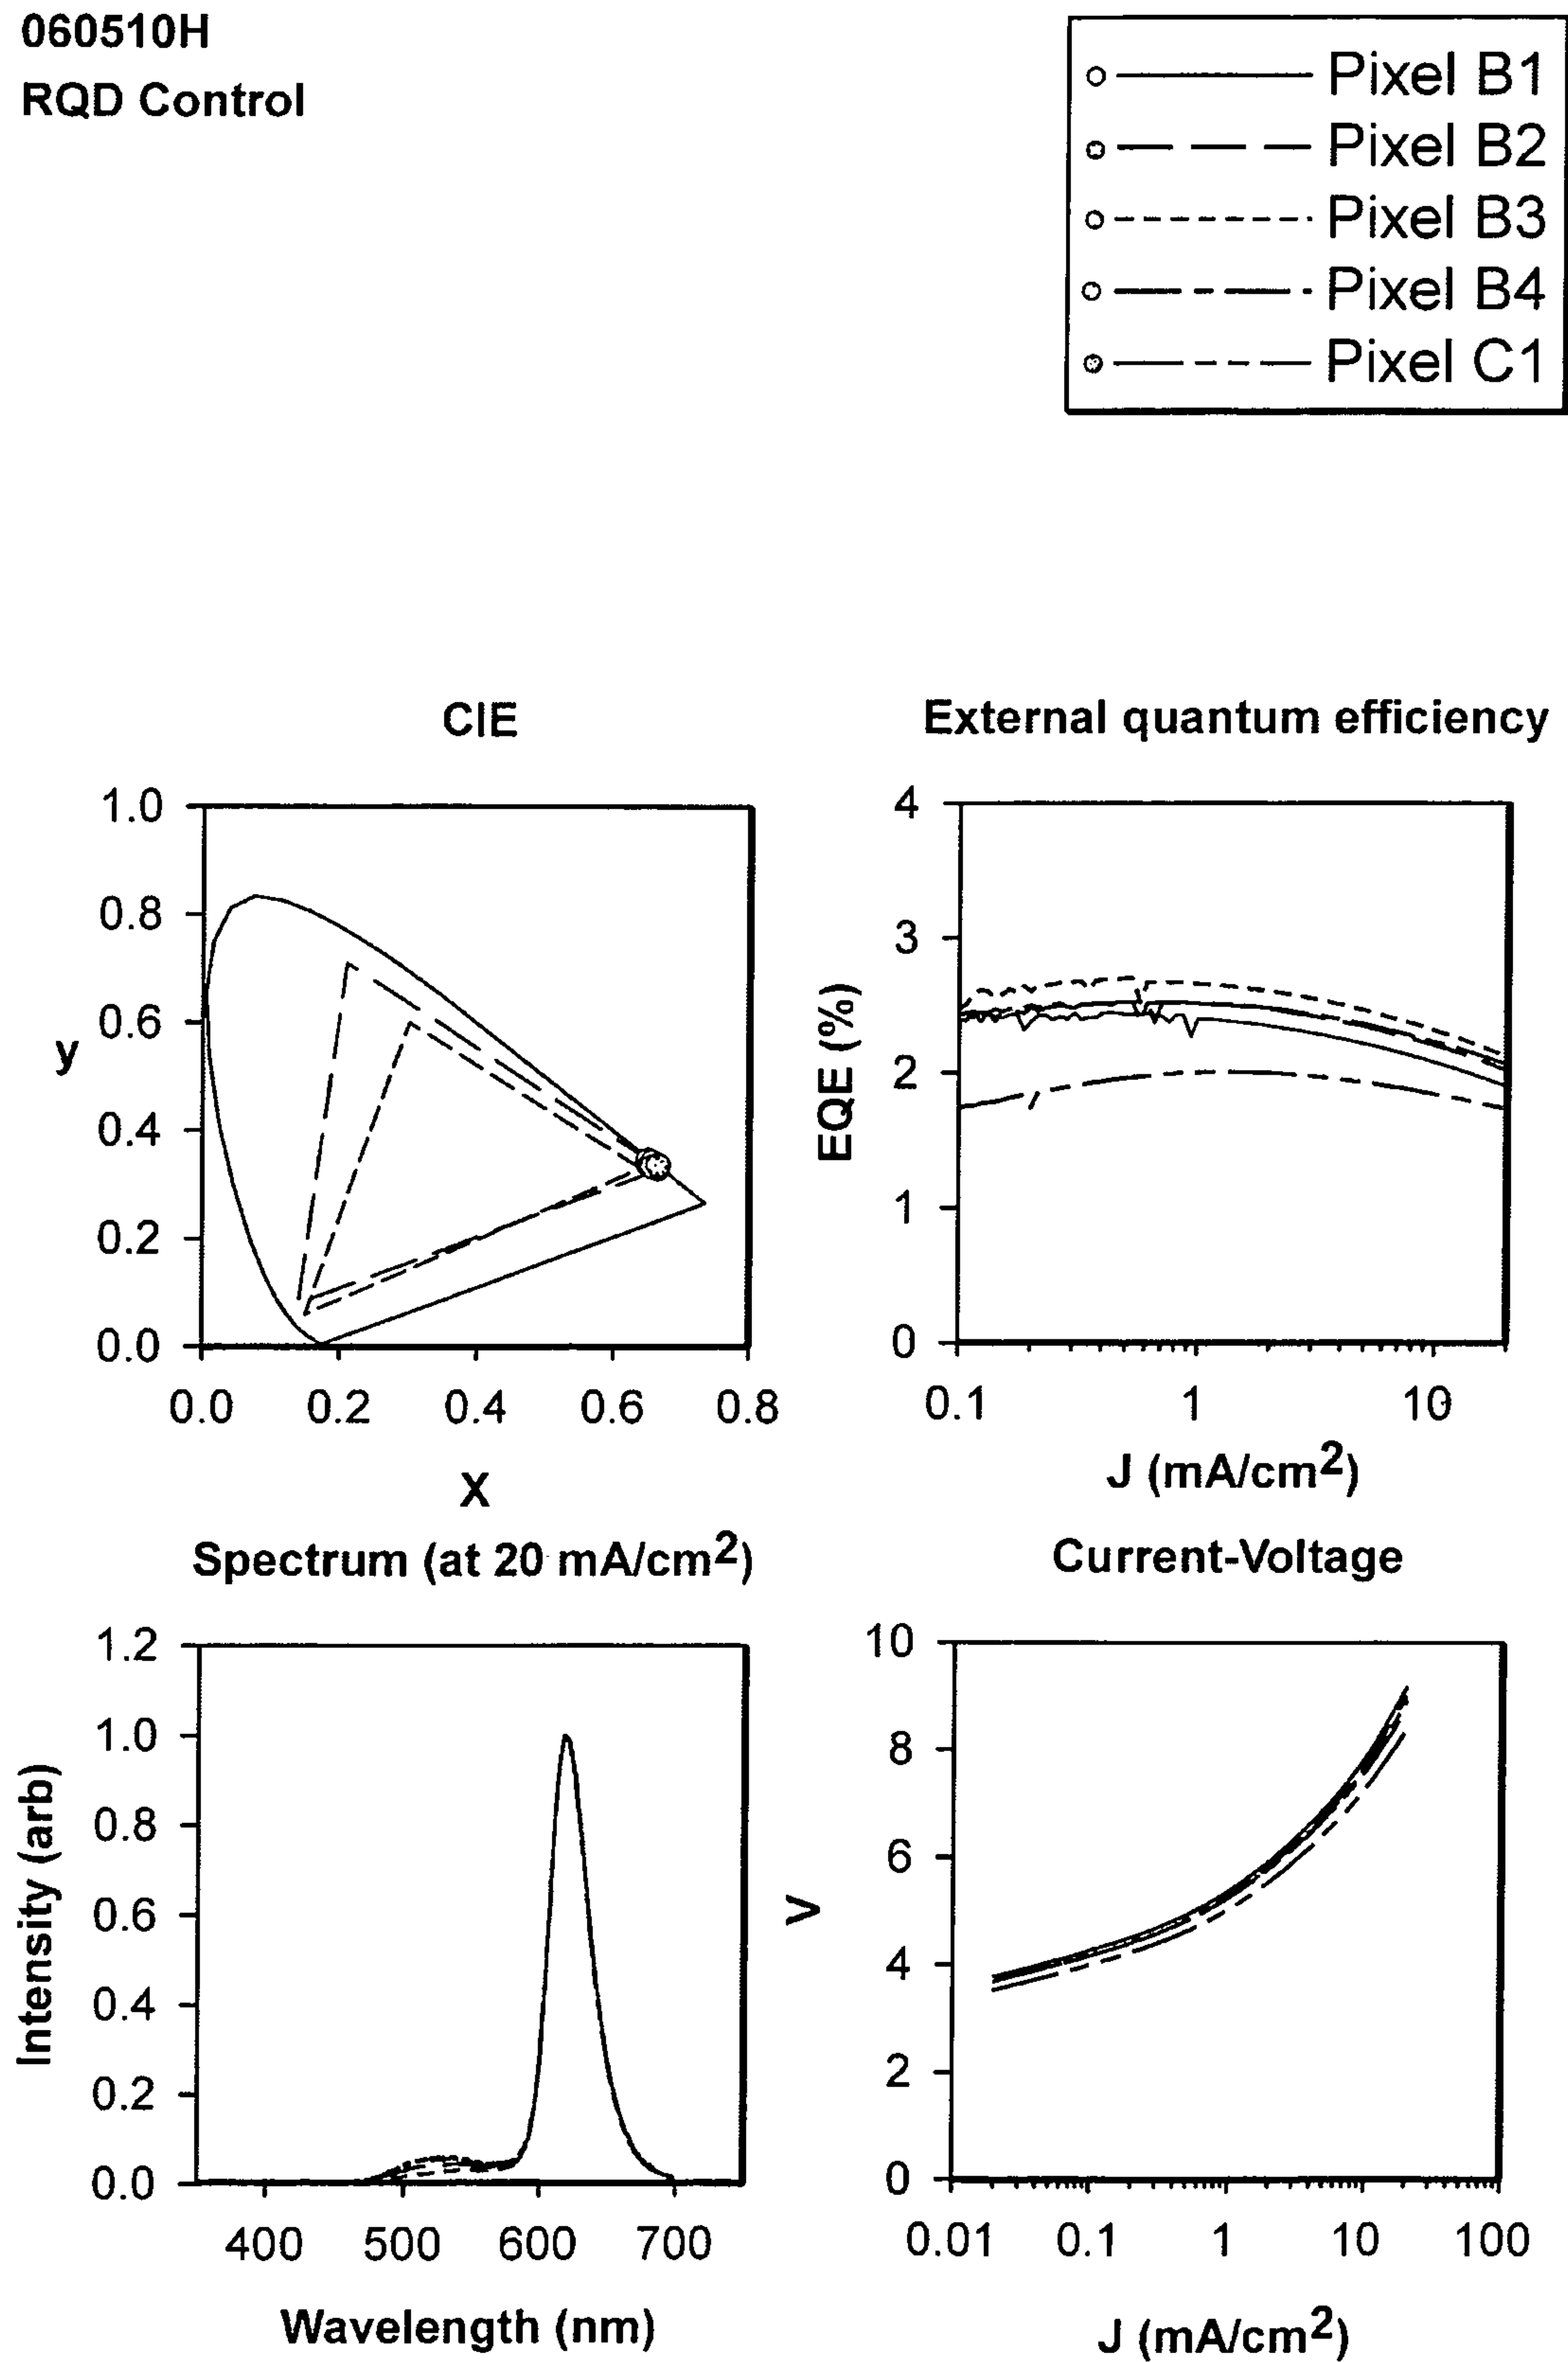 060510H
RQD Control
Pixel B1
Pixel B2
Pixel B3
Pixel B4
Pixel C1
CIE
1.0
0.8
0.6
0.4
0.2
0.0
y
0.0 0.2 0.4 0.6 0.8
X
External quantum efficiency
4
3
2
1
0
EQE (%)
0.1 1 10
J (mA/cm²)
Spectrum (at 20 mA/cm²)
1.2
1.0
0.8
0.6
0.4
0.2
0.0
Intensity (arb)
400 500 600 700
Wavelength (nm)
Current-Voltage
10
8
6
4
2
0
V
0.01 0.1 1 10 100
J (mA/cm²)